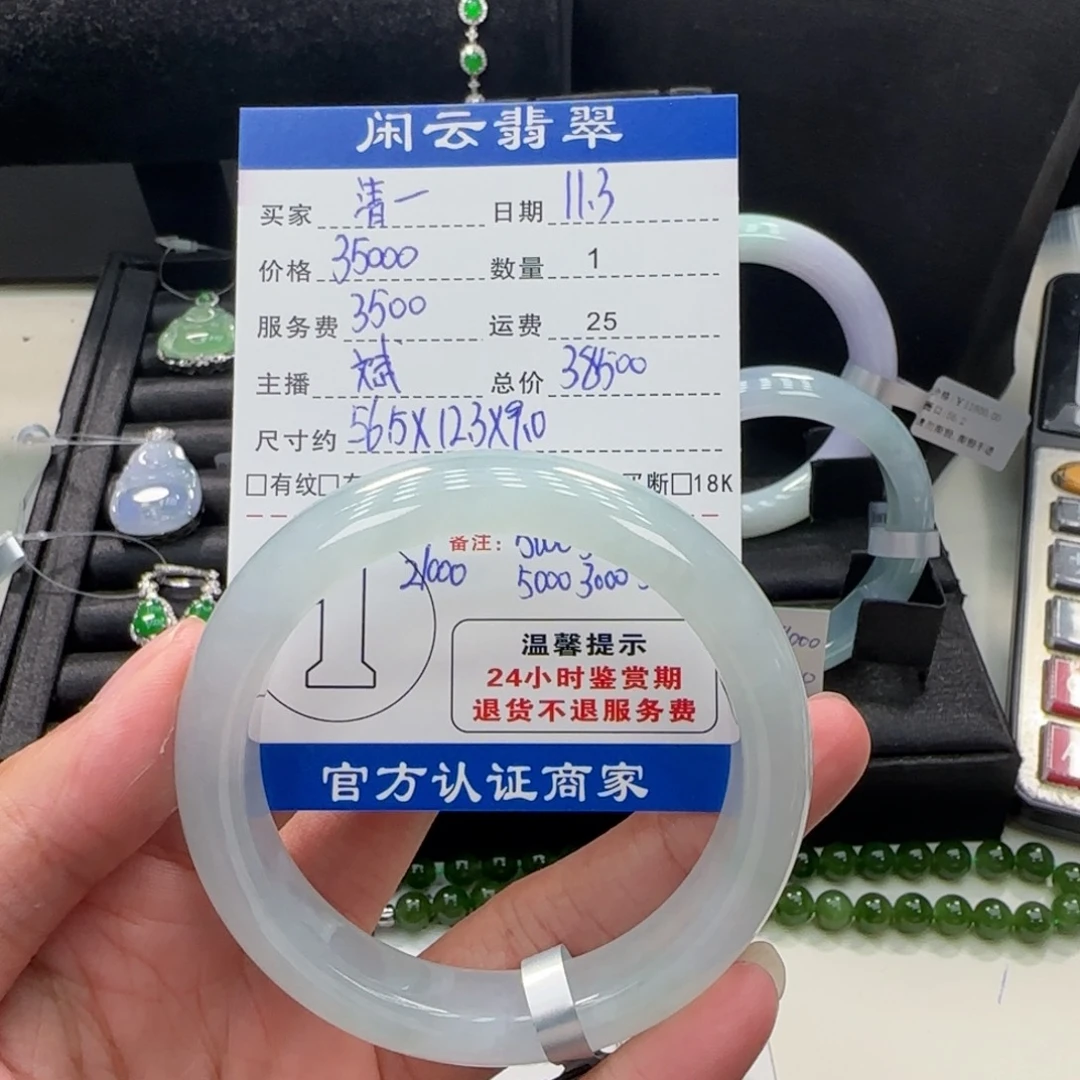 闲云翡翠
买家 清一 日期 11.3
价格 35000 数量 1
服务费 3500 运费 25
主播 斌 总价 38500
尺寸约 56.5X12.3X9.0
□有纹□ 断□18K
备注:
21000 5000 3000
温馨提示
24小时鉴赏期
退货不退服务费
官方认证商家